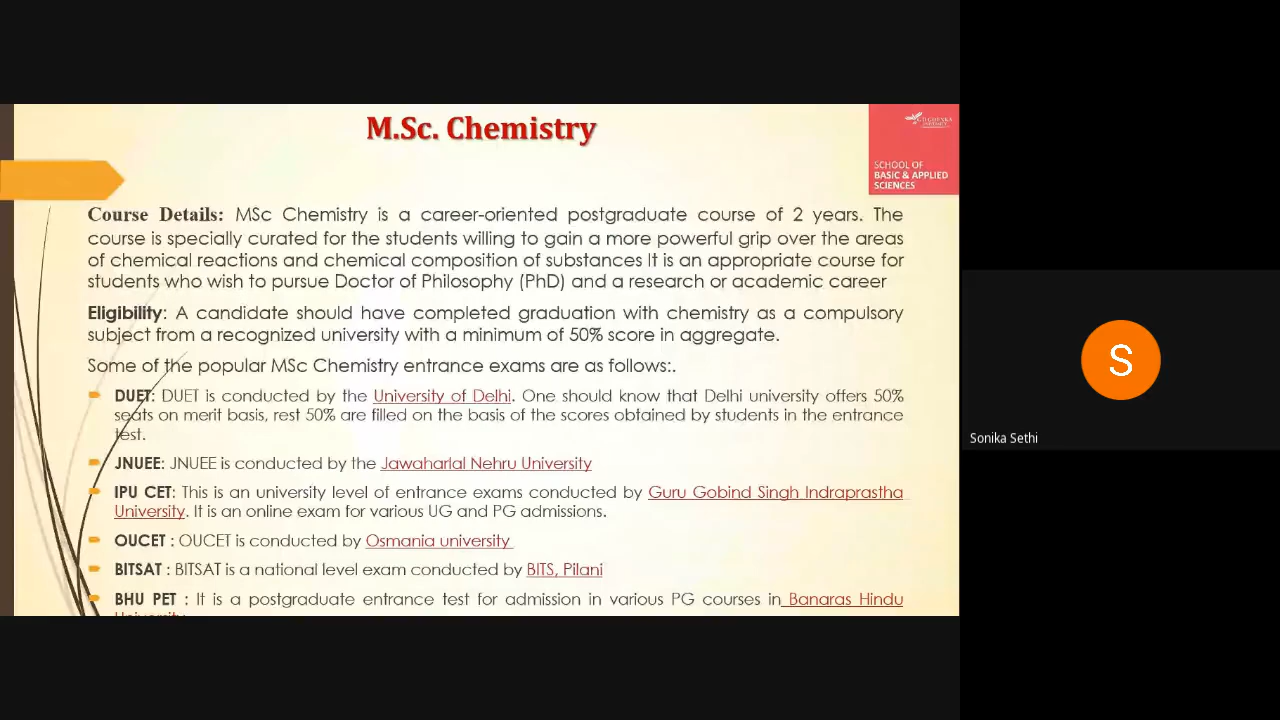 M.Sc. Chemistry
SCHOOL OF
BASIC & APPLIED
SCIENCES
Course Details: MSc Chemistry is a career-oriented postgraduate course of 2 years. The
course is specially curated for the students willing to gain a more powerful grip over the areas
of chemical reactions and chemical composition of substances It is an appropriate course for
students who wish to pursue Doctor of Philosophy (PhD) and a research or academic career
Eligibility: A candidate should have completed graduation with chemistry as a compulsory
subject from a recognized university with a minimum of 50% score in aggregate.
Some of the popular MSc Chemistry entrance exams are as follows:.
DUET: DUET is conducted by the University of Delhi. One should know that Delhi university offers 50%
seats on merit basis, rest 50% are filled on the basis of the scores obtained by students in the entrance
test.
JNUEE: JNUEE is conducted by the Jawaharlal Nehru University
IPU CET: This is an university level of entrance exams conducted by Guru Gobind Singh Indraprastha
University. It is an online exam for various UG and PG admissions.
OUCET : OUCET is conducted by Osmania university
BITSAT : BITSAT is a national level exam conducted by BITS, Pilani
BHU PET : It is a postgraduate entrance test for admission in various PG courses in Banaras Hindu
S
Sonika Sethi